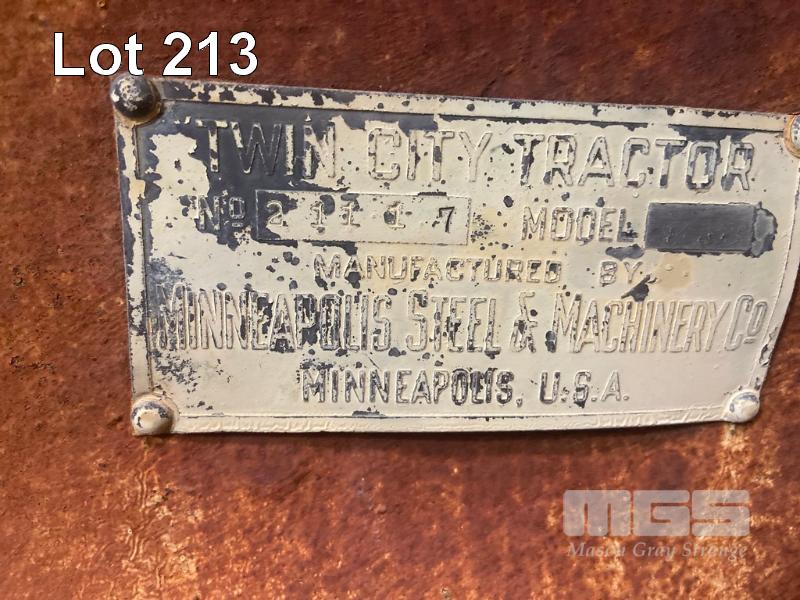 Lot 213
TWIN CITY TRACTOR
NO 21117 MODEL
MANUFACTURED BY
MINNEAPOLIS STEEL & MACHINERY CO
MINNEAPOLIS, U.S.A.
MGS
Mason Gray Strange